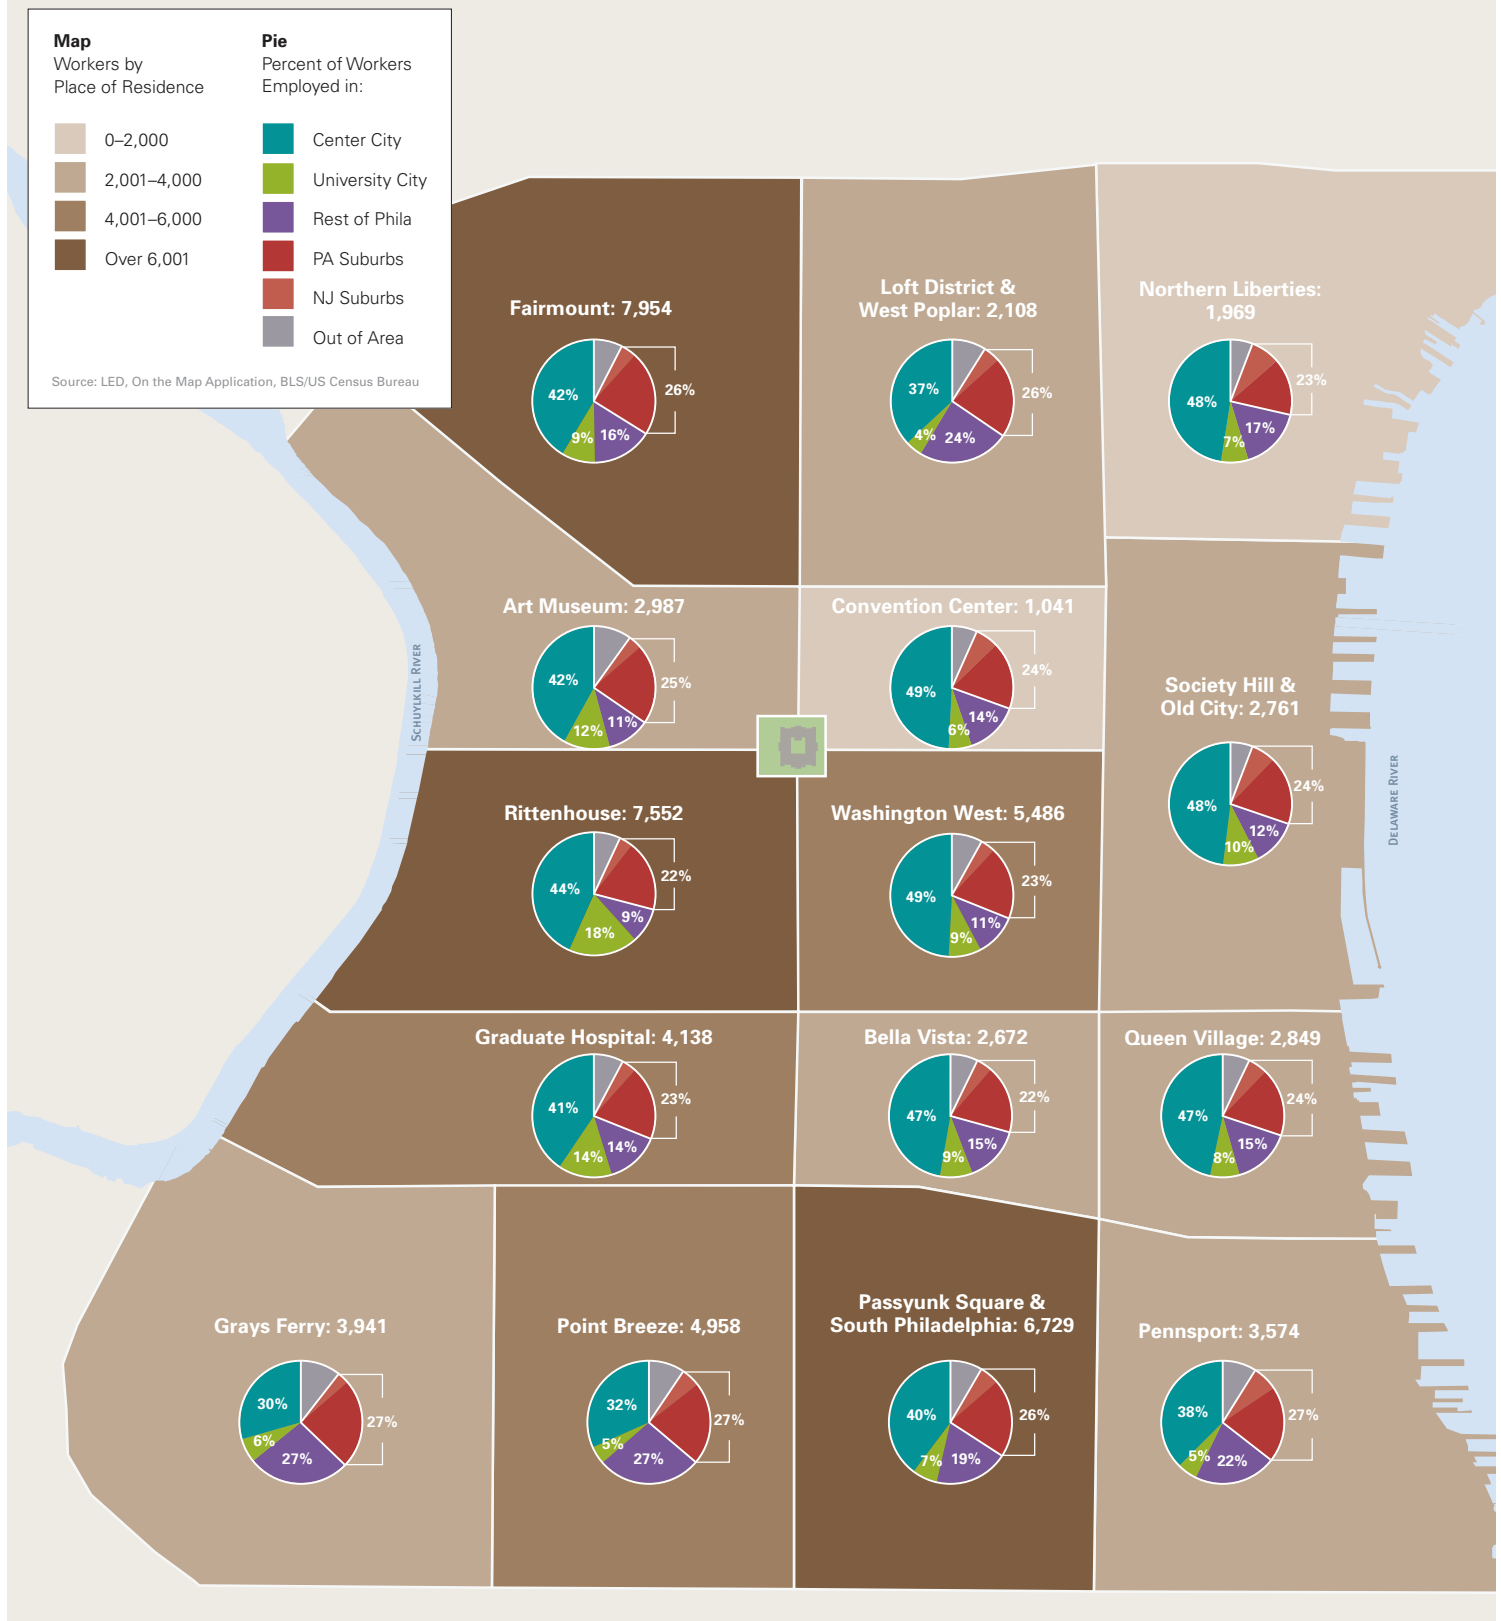 Map
Workers by
Place of Residence
0–2,000
2,001–4,000
4,001–6,000
Over 6,001
Pie
Percent of Workers
Employed in:
Center City
University City
Rest of Phila
PA Suburbs
NJ Suburbs
Out of Area
Source: LED, On the Map Application, BLS/US Census Bureau
Fairmount: 7,954
42%
26%
9%
16%
Loft District &
West Poplar: 2,108
37%
26%
4%
24%
Northern Liberties:
1,969
48%
23%
7%
17%
Art Museum: 2,987
42%
25%
12%
11%
Convention Center: 1,041
49%
24%
6%
14%
Society Hill &
Old City: 2,761
48%
24%
10%
12%
SCHUYLKILL RIVER
DELAWARE RIVER
Rittenhouse: 7,552
44%
22%
18%
9%
Washington West: 5,486
49%
23%
9%
11%
Graduate Hospital: 4,138
41%
23%
14%
14%
Bella Vista: 2,672
47%
22%
9%
15%
Queen Village: 2,849
47%
24%
8%
15%
Grays Ferry: 3,941
30%
27%
6%
27%
Point Breeze: 4,958
32%
27%
5%
27%
Passyunk Square &
South Philadelphia: 6,729
40%
26%
7%
19%
Pennsport: 3,574
38%
27%
5%
22%